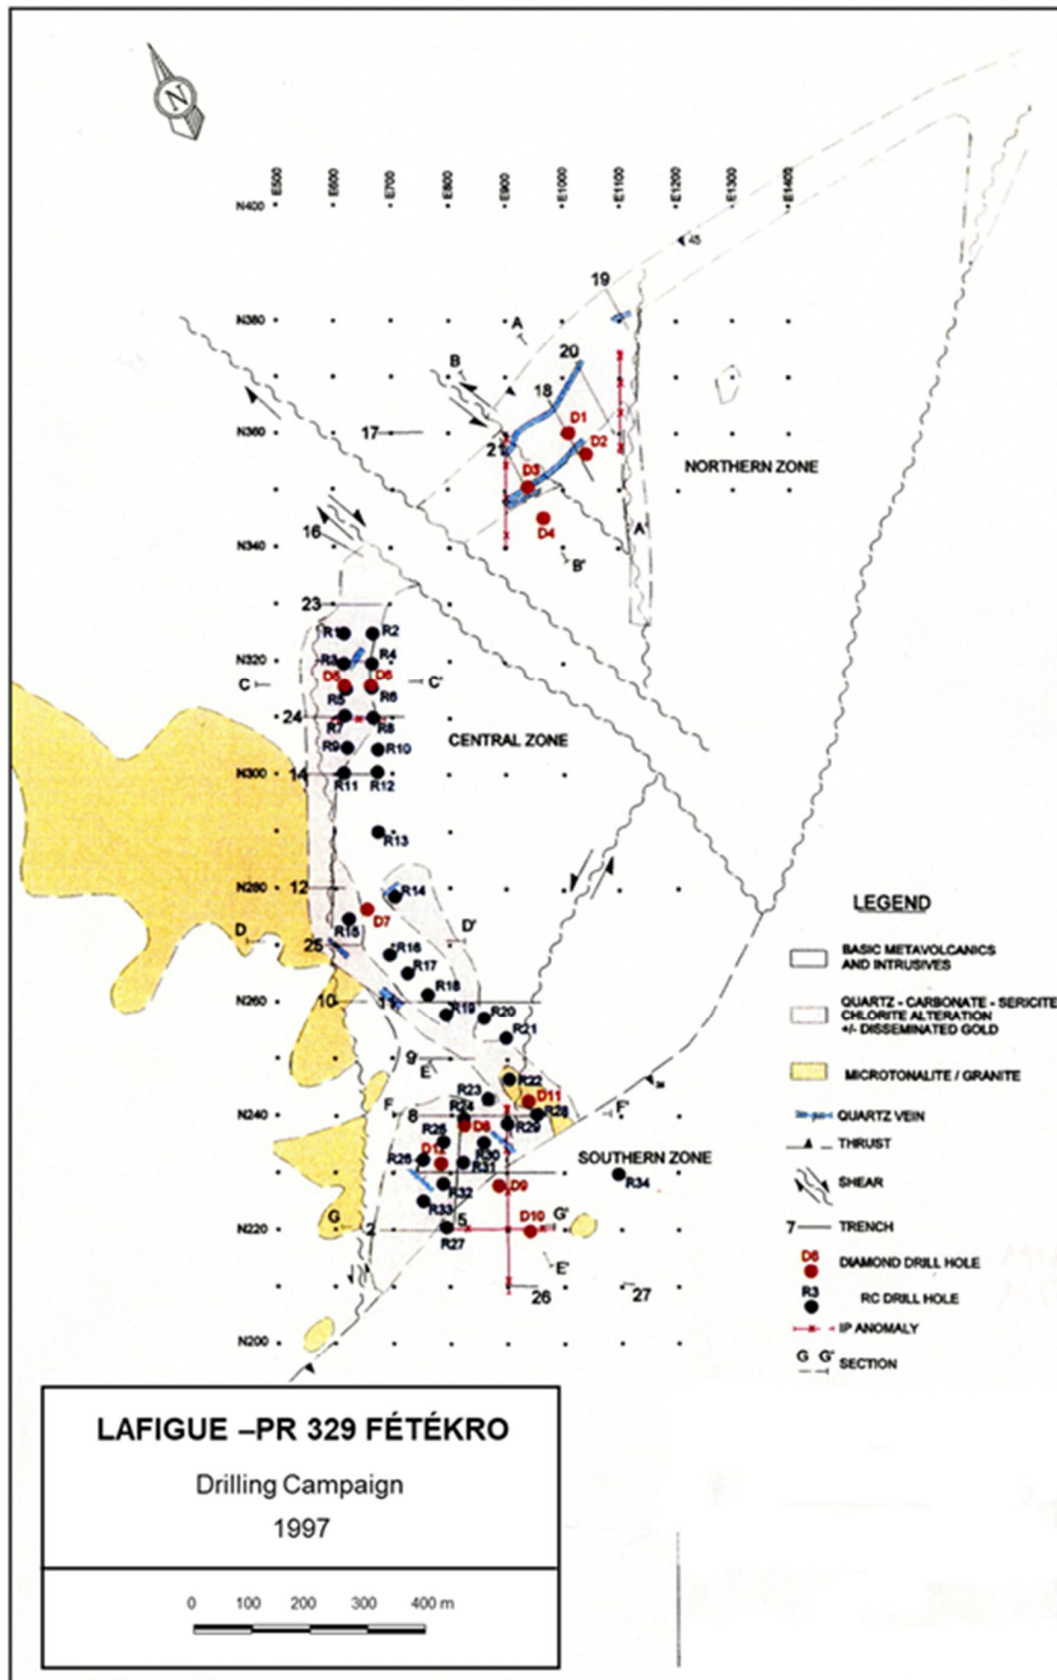 N
E500
E600
E700
E800
E900
E1000
E1100
E1200
E1300
E1400
N400
45
19
N380
A
20
B
18
D1
17
N360
21
D2
NORTHERN ZONE
D3
D4
A'
16
N340
B'
23
R1
R2
N320
R3
R4
C
D5
D6
C'
R5
R6
24
R7
R8
CENTRAL ZONE
R9
R10
N300
14
R11
R12
R13
N280
12
R14
D7
R15
D
25
D'
R16
R17
R18
N260
10
11
R19
R20
R21
9
E
R22
R23
D11
F
R24
F'
N240
8
R28
R25
D8
R29
D12
R26
R30
SOUTHERN ZONE
R31
R34
R32
D9
R33
G
G'
5
D10
N220
2
R27
E'
26
27
N200
LEGEND
BASIC METAVOLCANICS
AND INTRUSIVES
QUARTZ - CARBONATE - SERICITE
CHLORITE ALTERATION
+/- DISSEMINATED GOLD
MICROTONALITE / GRANITE
QUARTZ VEIN
THRUST
SHEAR
7 TRENCH
D6
DIAMOND DRILL HOLE
R3
RC DRILL HOLE
IP ANOMALY
G G' SECTION
LAFIGUE –PR 329 FÉTÉKRO
Drilling Campaign
1997
0 100 200 300 400 m